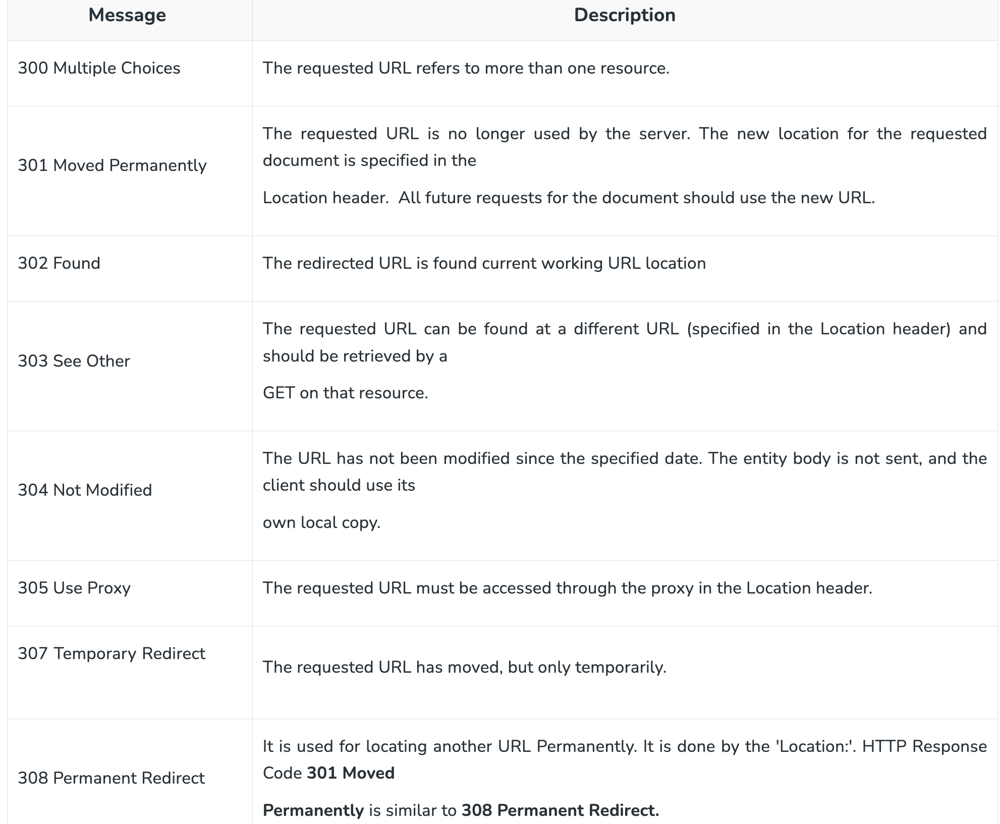 Message
Description
300 Multiple Choices
The requested URL refers to more than one resource.
301 Moved Permanently
The requested URL is no longer used by the server. The new location for the requested
document is specified in the
Location header.  All future requests for the document should use the new URL.
302 Found
The redirected URL is found current working URL location
303 See Other
The requested URL can be found at a different URL (specified in the Location header) and
should be retrieved by a
GET on that resource.
304 Not Modified
The URL has not been modified since the specified date. The entity body is not sent, and the
client should use its
own local copy.
305 Use Proxy
The requested URL must be accessed through the proxy in the Location header.
307 Temporary Redirect
The requested URL has moved, but only temporarily.
308 Permanent Redirect
It is used for locating another URL Permanently. It is done by the 'Location:'. HTTP Response
Code 301 Moved
Permanently is similar to 308 Permanent Redirect.